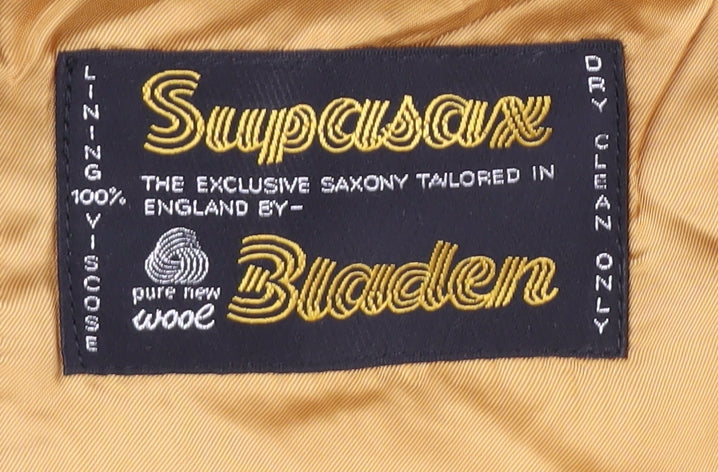 Supasax
THE EXCLUSIVE SAXONY TAILORED IN
ENGLAND BY-
pure new
wool
Bladen
LINING
100%
VISCOSE
DRY CLEAN ONLY